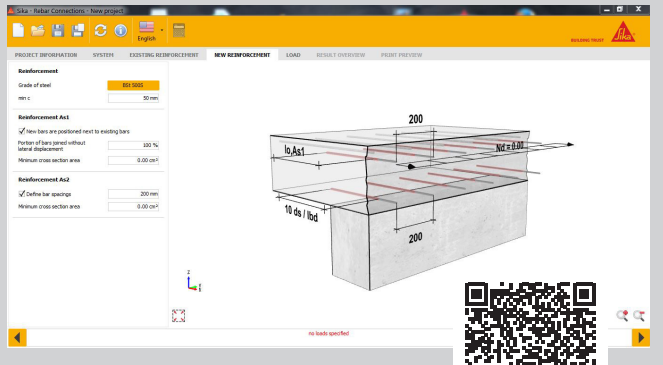 Sika - Rebar Connections - New project
English
BUILDING TRUST
Sika
PROJECT INFORMATION SYSTEM EXISTING REINFORCEMENT NEW REINFORCEMENT LOAD RESULT OVERVIEW PRINT PREVIEW
Reinforcement
Grade of steel BSt 500S
min c 50 mm
Reinforcement As1
New bars are positioned next to existing bars
Portion of bars joined without
lateral displacement 100 %
Minimum cross section area 0.00 cm²
Reinforcement As2
Define bar spacings 200 mm
Minimum cross section area 0.00 cm²
200
lo,As1
Nd = 0.00
10 ds / lbd
200
z
no loads specified